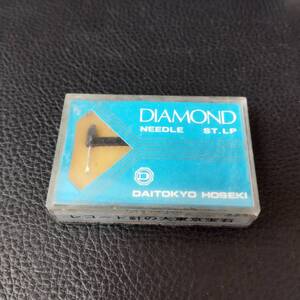 DIAMOND
NEEDLE ST. LP
D
DAITOKYO HOSEKI